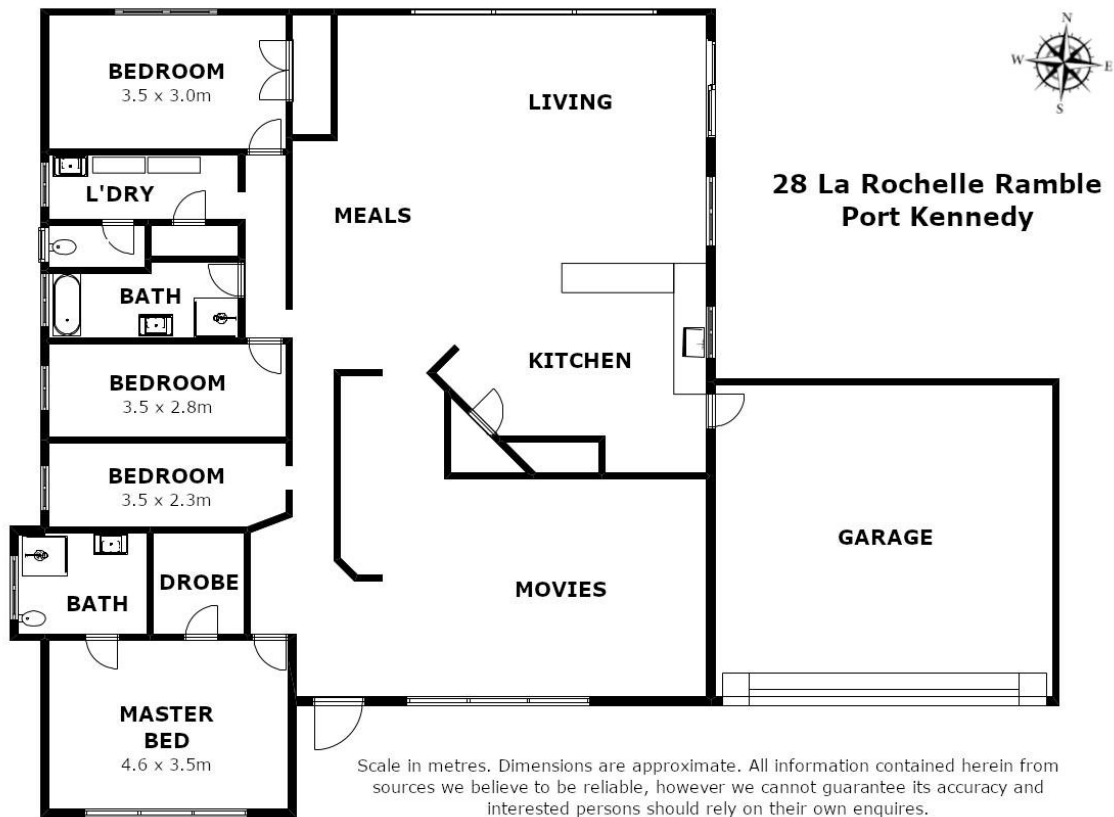 BEDROOM
3.5 x 3.0m
N
W
E
S
LIVING
28 La Rochelle Ramble
Port Kennedy
L'DRY
MEALS
BATH
KITCHEN
BEDROOM
3.5 x 2.8m
BEDROOM
3.5 x 2.3m
GARAGE
DROBE
MOVIES
BATH
MASTER
BED
4.6 x 3.5m
Scale in metres. Dimensions are approximate. All information contained herein from
sources we believe to be reliable, however we cannot guarantee its accuracy and
interested persons should rely on their own enquires.